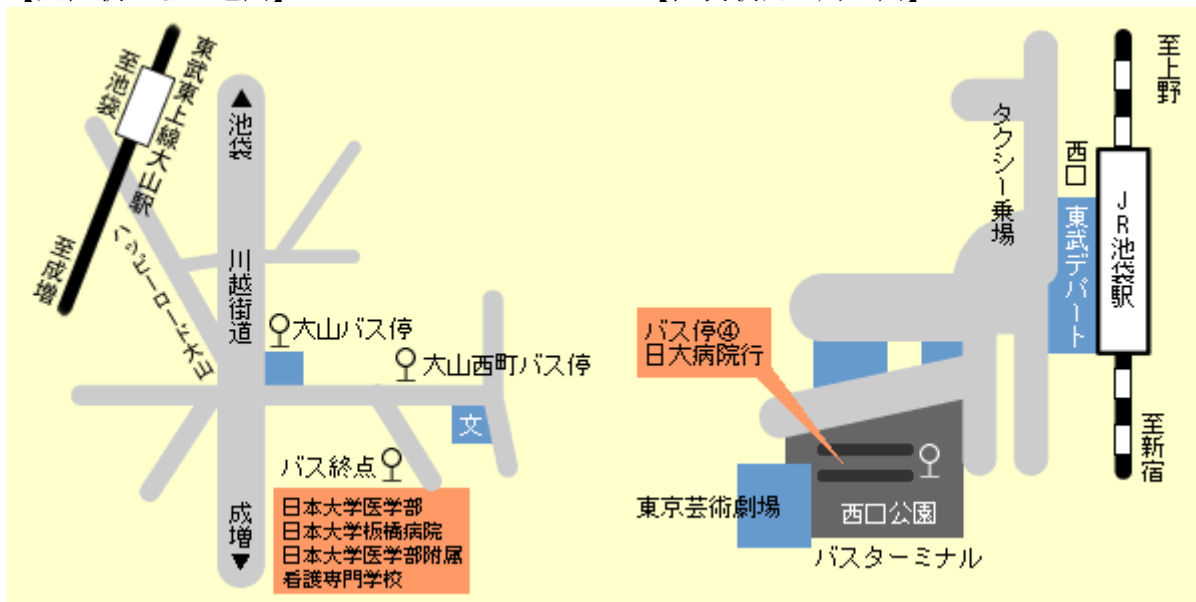 東武東上線大山駅
至池袋
至成増
ハッピーロード大山
▲池袋
川越街道
成増▼
大山バス停
大山西町バス停
文
バス終点
日本大学医学部
日本大学板橋病院
日本大学医学部附属
看護専門学校
至上野
タクシー乗場
西口
JR池袋駅
東武デパート
バス停④
日大病院行
至新宿
東京芸術劇場
西口公園
バスターミナル